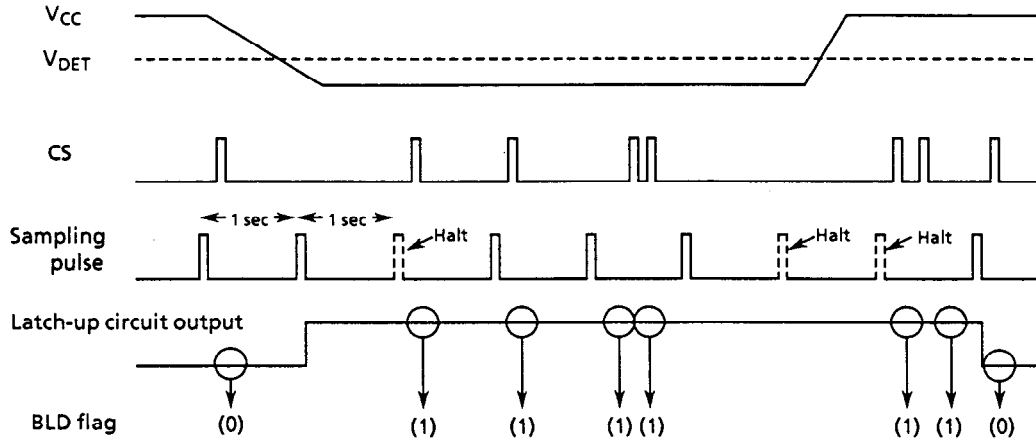 VCC
VDET
CS
1 sec 1 sec
Halt Halt Halt
Sampling
pulse
Latch-up circuit output
BLD flag (0) (1) (1) (1) (1) (1) (1) (0)